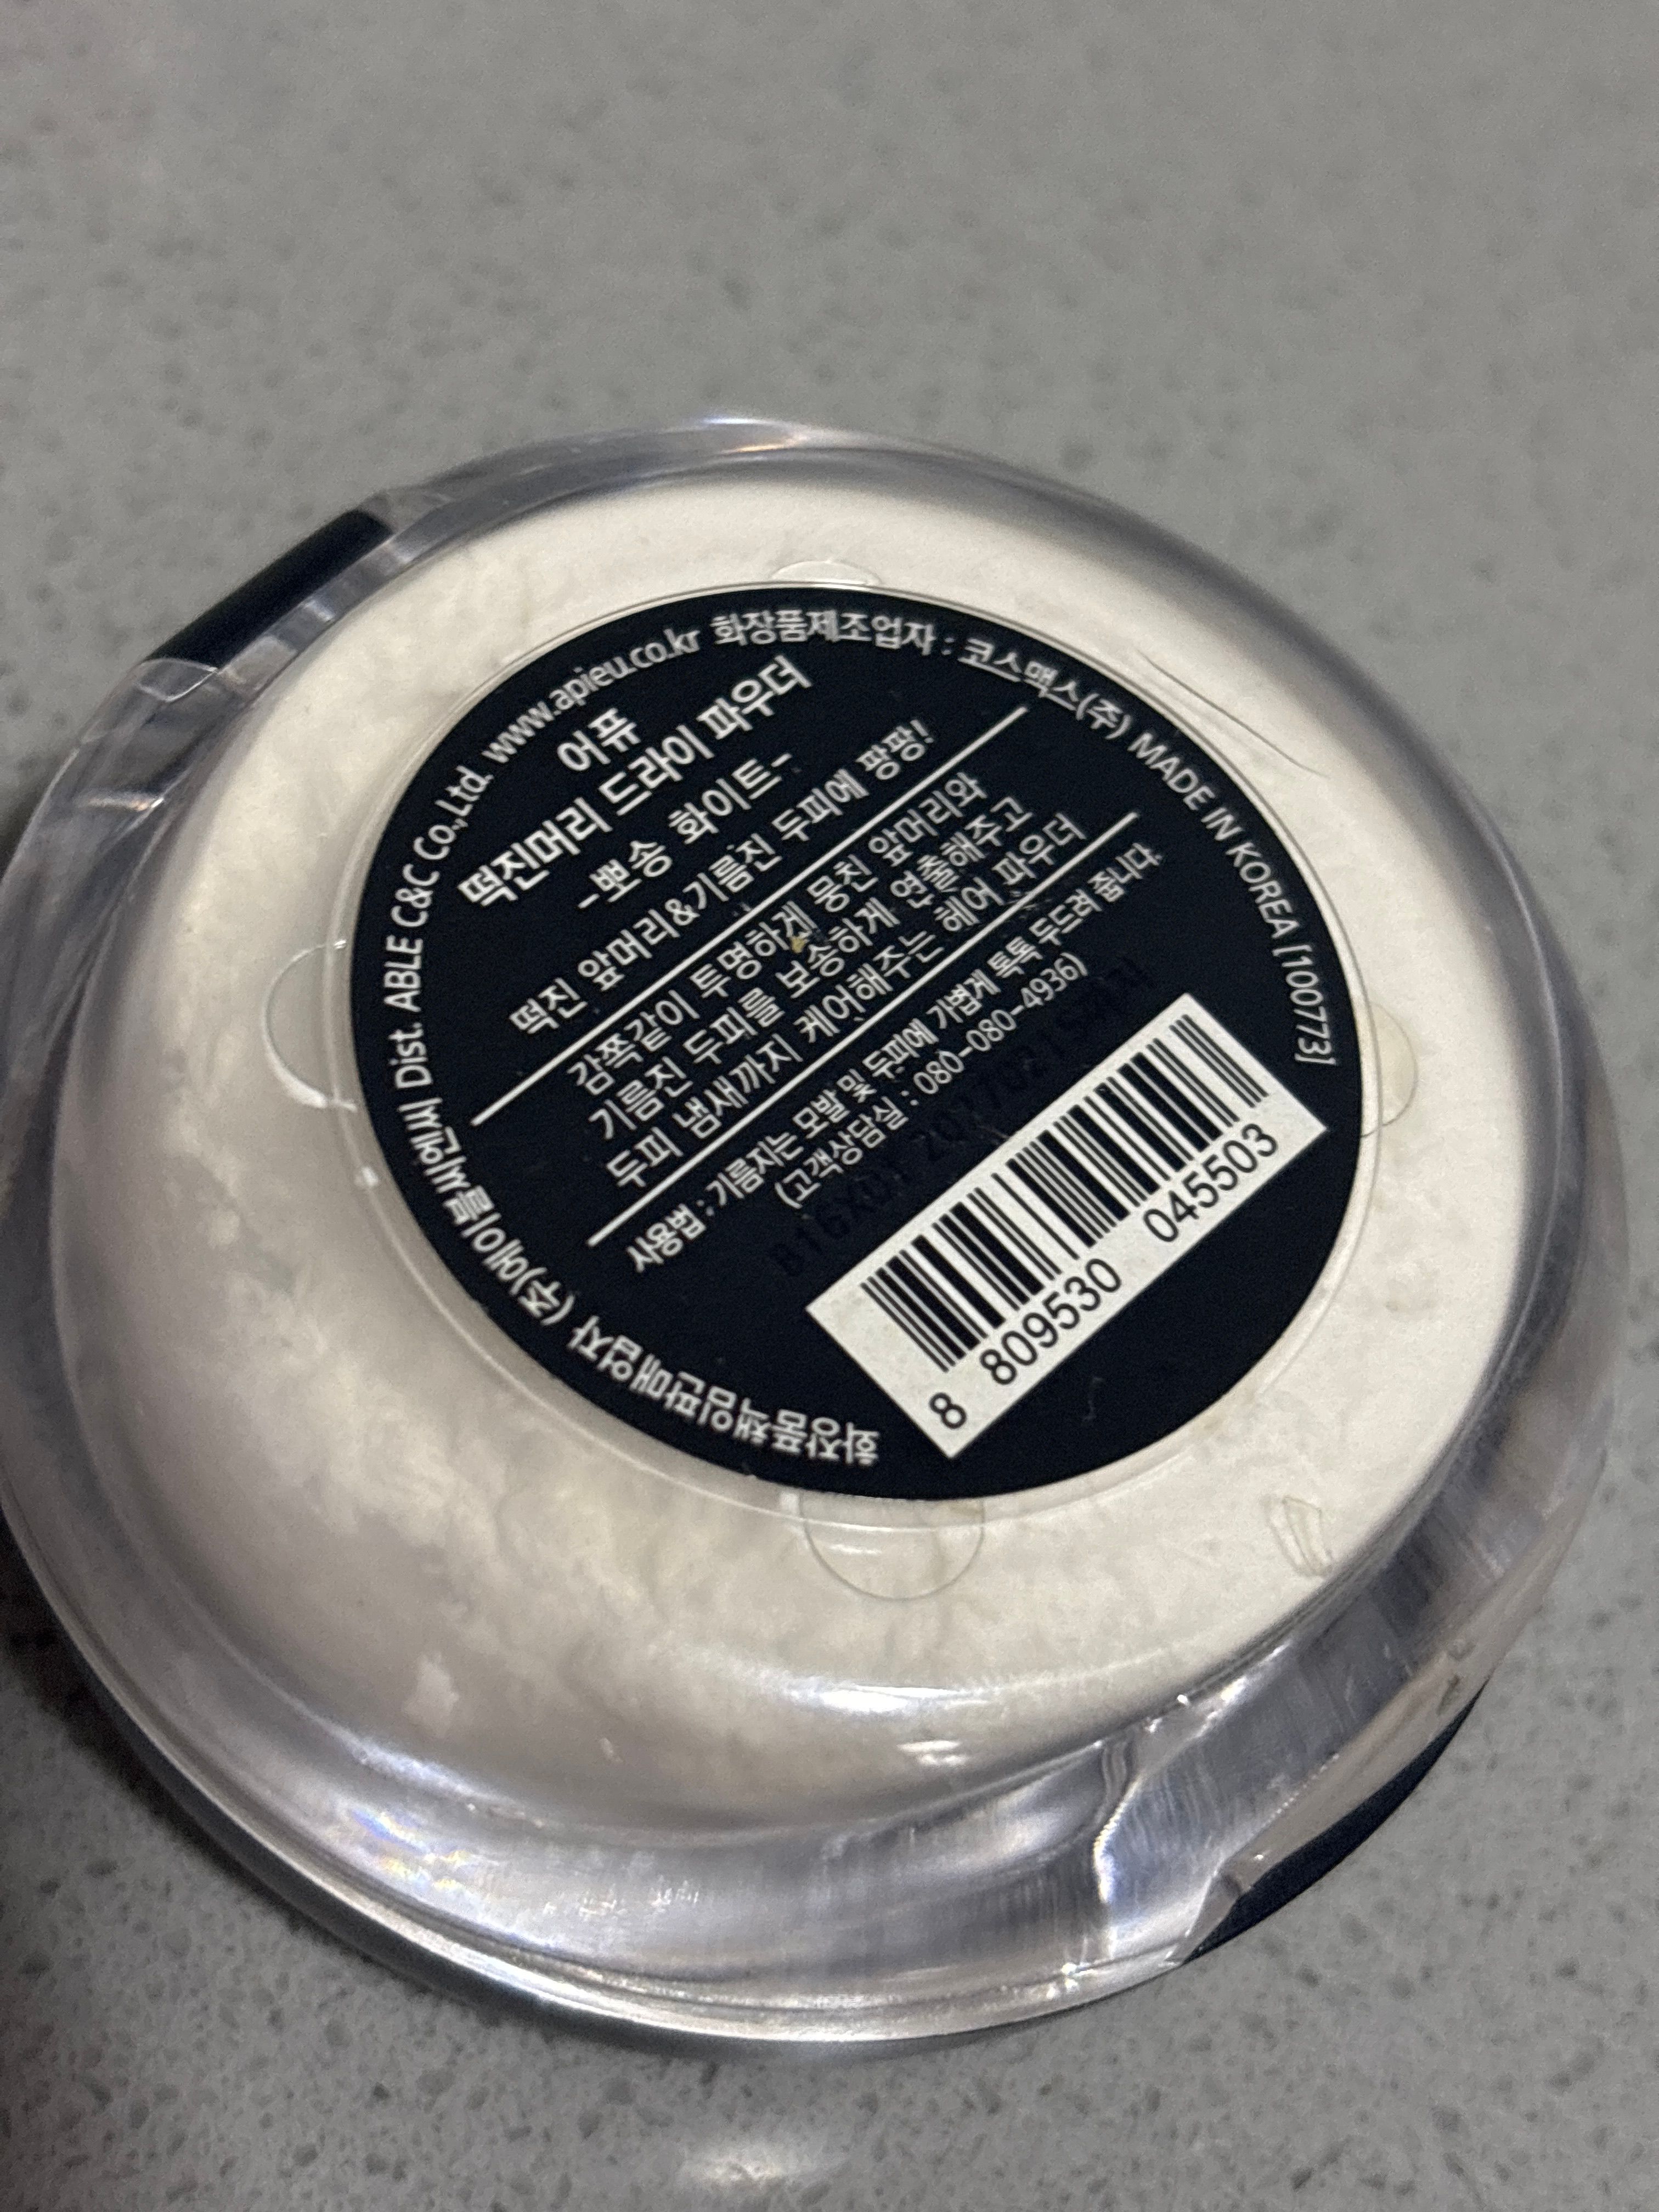 화장품책임판매업자 (주)에이블씨엔씨 Dist. ABLE C&C Co.,Ltd. www.apieu.co.kr 화장품제조업자 : 코스맥스(주) MADE IN KOREA [100773]
어퓨
떡진머리 드라이 파우더
-뽀송 화이트-
떡진 앞머리&기름진 두피에 팡팡!
감쪽같이 투명하게 뭉친 앞머리와
기름진 두피를 보송하게 연출해주고
두피 냄새까지 케어해주는 헤어 파우더
사용법 : 기름지는 모발 및 두피에 가볍게 톡톡 두드려 줍니다.
(고객상담실 : 080-080-4936)
8 809530 045503